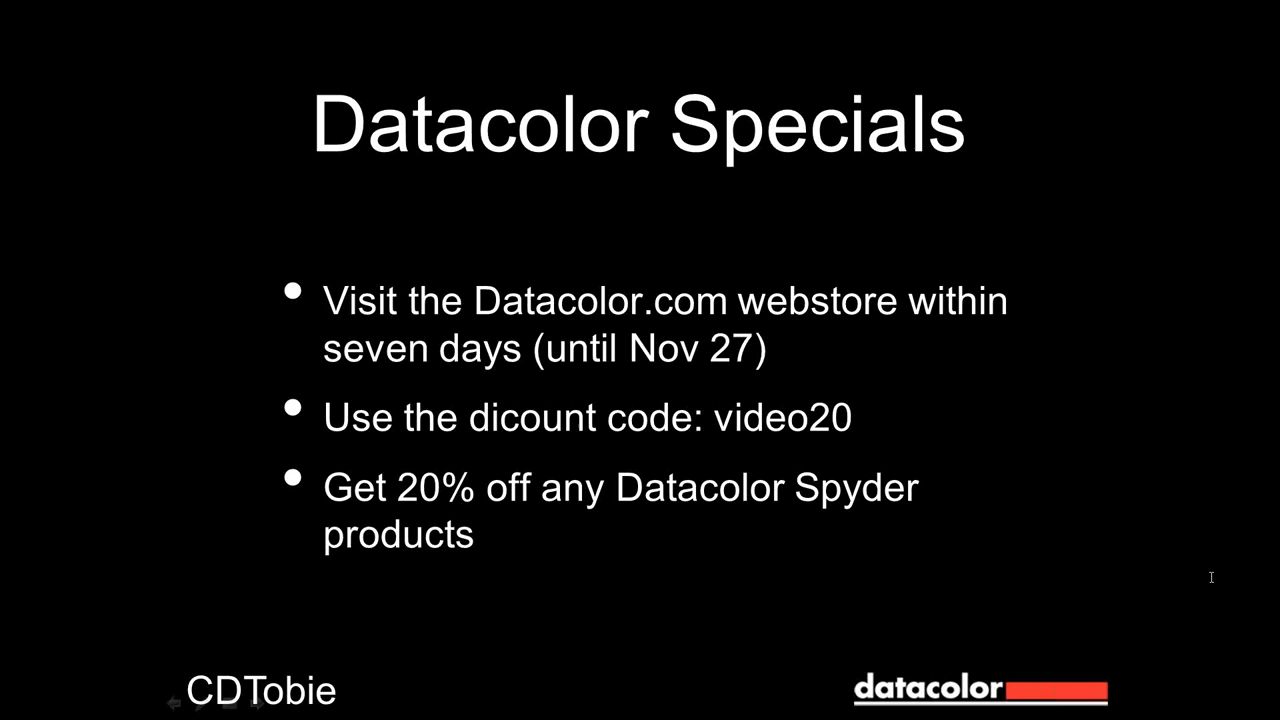 Datacolor Specials
• Visit the Datacolor.com webstore within
seven days (until Nov 27)
• Use the dicount code: video20
• Get 20% off any Datacolor Spyder
products
CDTobie
datacolor